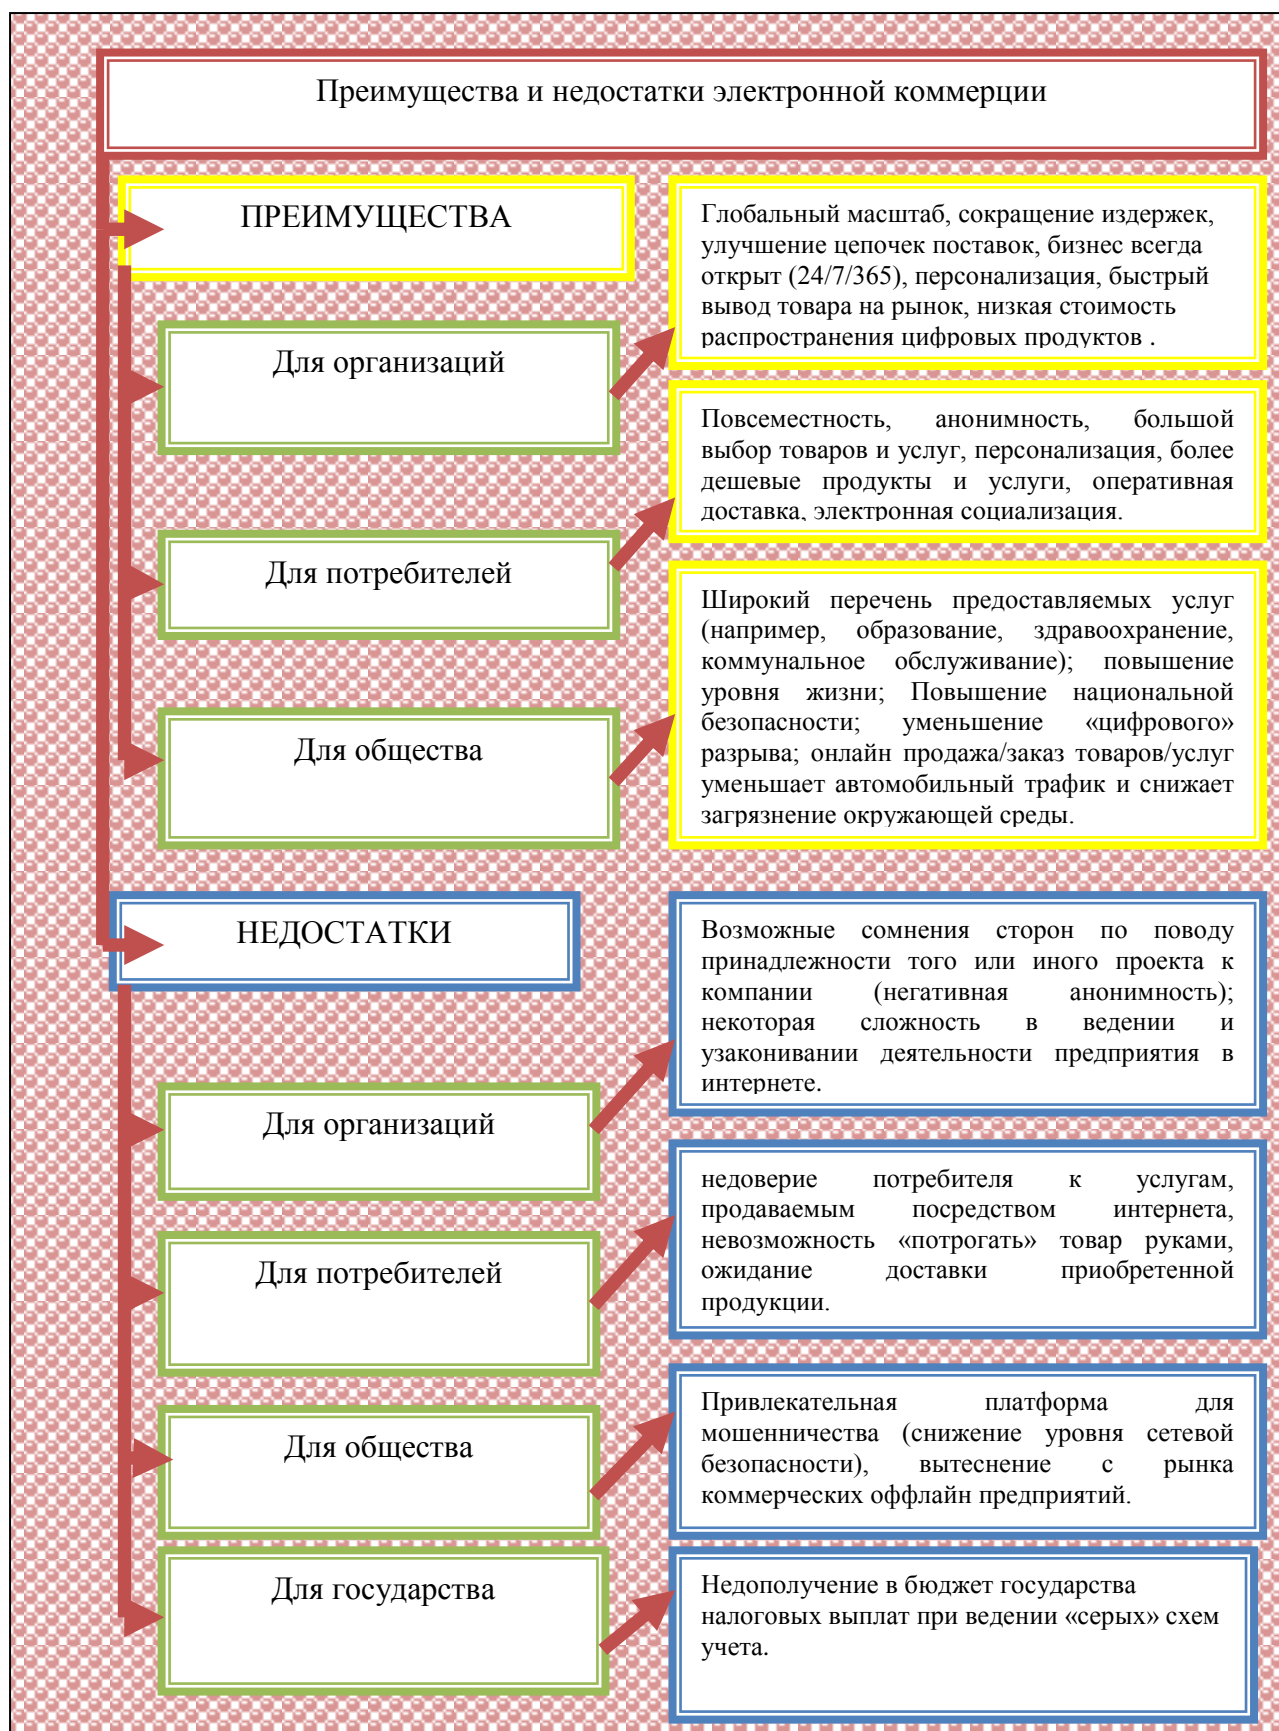 Преимущества и недостатки электронной коммерции
ПРЕИМУЩЕСТВА
Для организаций
Глобальный масштаб, сокращение издержек,
улучшение цепочек поставок, бизнес всегда
открыт (24/7/365), персонализация, быстрый
вывод товара на рынок, низкая стоимость
распространения цифровых продуктов .
Для потребителей
Повсеместность, анонимность, большой
выбор товаров и услуг, персонализация, более
дешевые продукты и услуги, оперативная
доставка, электронная социализация.
Для общества
Широкий перечень предоставляемых услуг
(например, образование, здравоохранение,
коммунальное обслуживание); повышение
уровня жизни; Повышение национальной
безопасности; уменьшение «цифрового»
разрыва; онлайн продажа/заказ товаров/услуг
уменьшает автомобильный трафик и снижает
загрязнение окружающей среды.
НЕДОСТАТКИ
Для организаций
Возможные сомнения сторон по поводу
принадлежности того или иного проекта к
компании (негативная анонимность);
некоторая сложность в ведении и
узаконивании деятельности предприятия в
интернете.
Для потребителей
недоверие потребителя к услугам,
продаваемым посредством интернета,
невозможность «потрогать» товар руками,
ожидание доставки приобретенной
продукции.
Для общества
Привлекательная платформа для
мошенничества (снижение уровня сетевой
безопасности), вытеснение с рынка
коммерческих оффлайн предприятий.
Для государства
Недополучение в бюджет государства
налоговых выплат при ведении «серых» схем
учета.